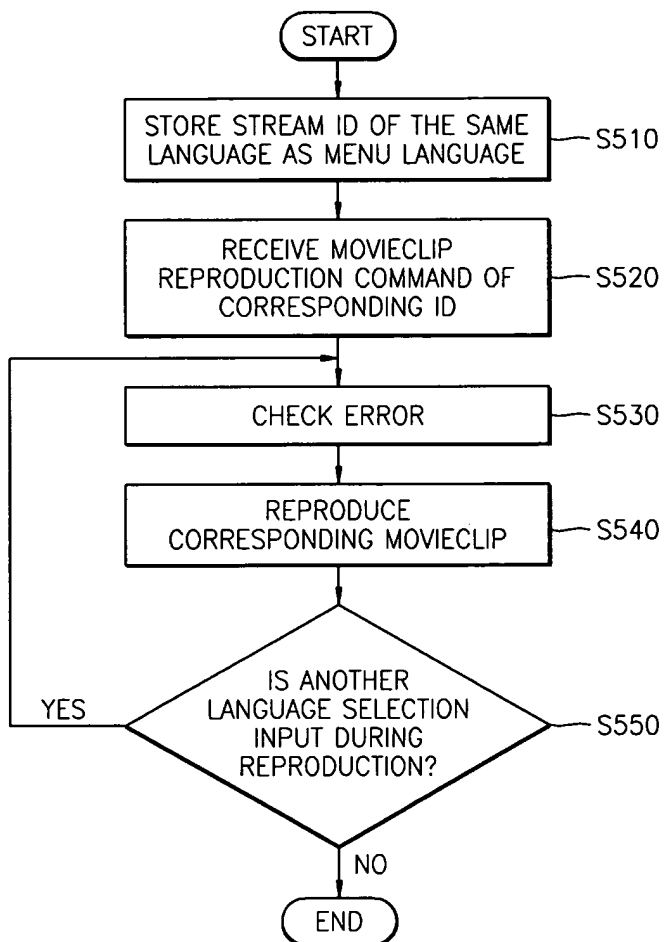 START
STORE STREAM ID OF THE SAME
LANGUAGE AS MENU LANGUAGE
S510
RECEIVE MOVIECLIP
REPRODUCTION COMMAND OF
CORRESPONDING ID
S520
CHECK ERROR
S530
REPRODUCE
CORRESPONDING MOVIECLIP
S540
IS ANOTHER
LANGUAGE SELECTION
INPUT DURING
REPRODUCTION?
S550
YES
NO
END